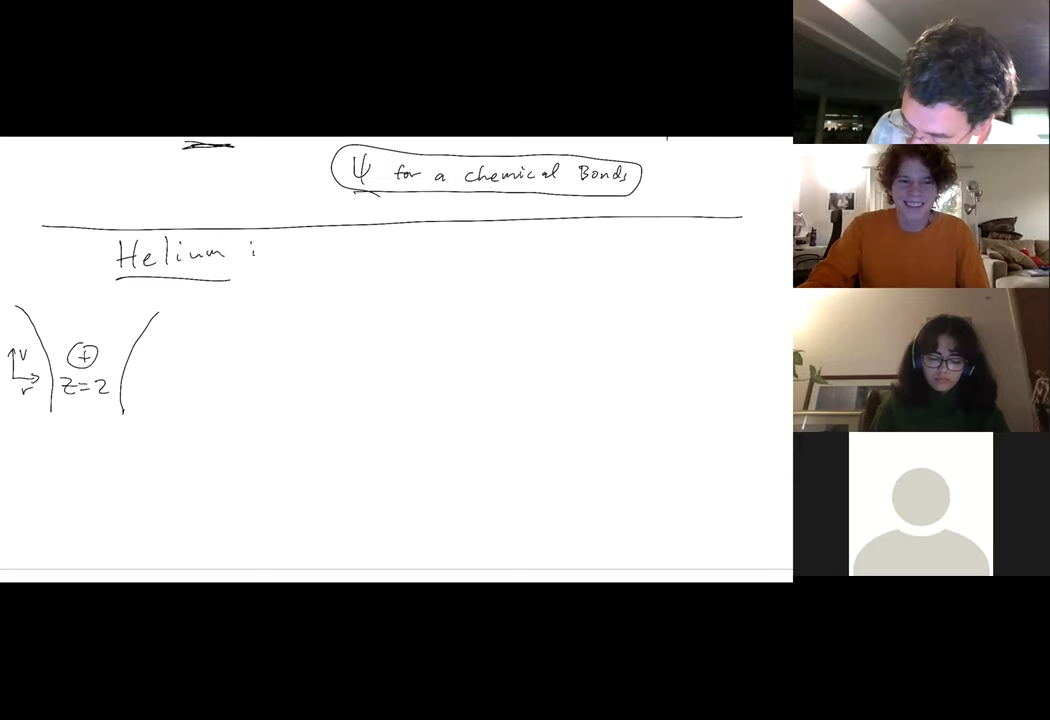 ψ for a chemical Bonds
Helium :
V
r
+
Z=2